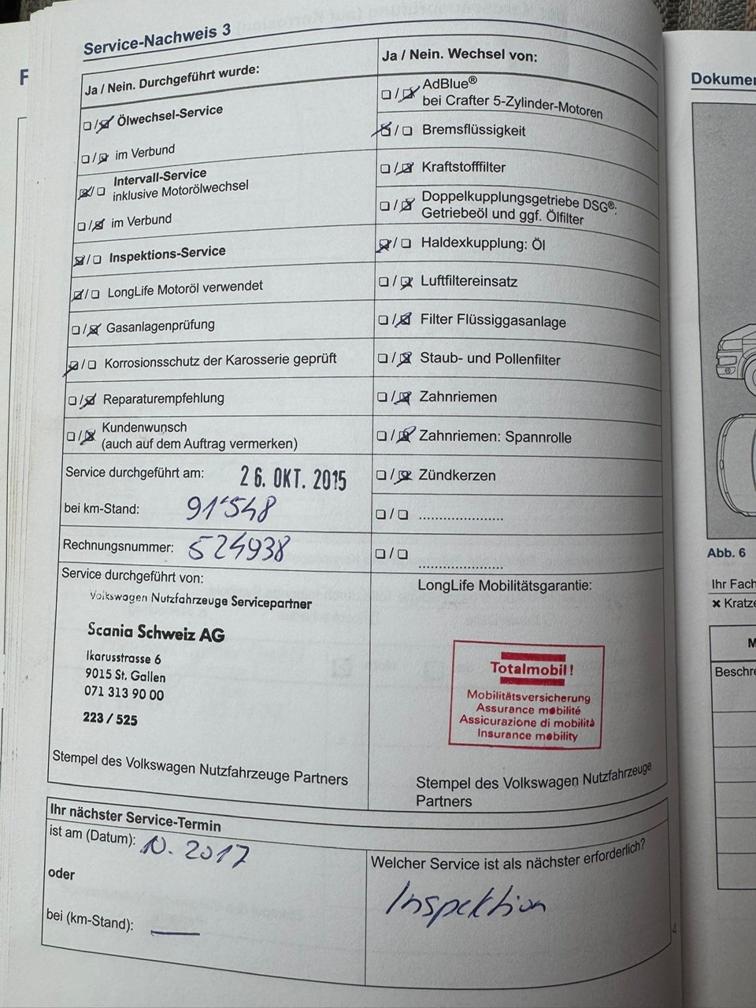 Service-Nachweis 3
Ja / Nein. Durchgeführt wurde:
Ölwechsel-Service
im Verbund
Intervall-Service
inklusive Motorölwechsel
im Verbund
Inspektions-Service
LongLife Motoröl verwendet
Gasanlagenprüfung
Korrosionsschutz der Karosserie geprüft
Reparaturempfehlung
Kundenwunsch
(auch auf dem Auftrag vermerken)
Service durchgeführt am: 26. OKT. 2015
bei km-Stand: 91'548
Rechnungsnummer: 524938
Service durchgeführt von:
Volkswagen Nutzfahrzeuge Servicepartner
Scania Schweiz AG
Ikarusstrasse 6
9015 St. Gallen
071 313 90 00
223 / 525
Stempel des Volkswagen Nutzfahrzeuge Partners
Ja / Nein. Wechsel von:
AdBlue®
bei Crafter 5-Zylinder-Motoren
Bremsflüssigkeit
Kraftstofffilter
Doppelkupplungsgetriebe DSG®:
Getriebeöl und ggf. Ölfilter
Haldexkupplung: Öl
Luftfiltereinsatz
Filter Flüssiggasanlage
Staub- und Pollenfilter
Zahnriemen
Zahnriemen: Spannrolle
Zündkerzen
LongLife Mobilitätsgarantie:
Totalmobil!
Mobilitätsversicherung
Assurance mobilité
Assicurazione di mobilità
Insurance mobility
Stempel des Volkswagen Nutzfahrzeuge
Partners
Ihr nächster Service-Termin
ist am (Datum): 10. 2017
oder
bei (km-Stand): —
Welcher Service ist als nächster erforderlich?
Inspektion
F
Dokumen
Abb. 6
Ihr Fach
× Kratze
M
Beschre